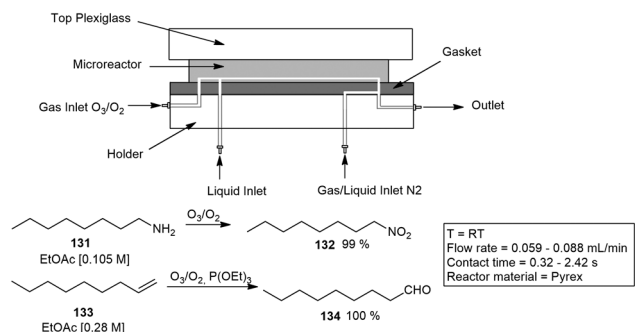 Top Plexiglass
Microreactor
Gasket
Gas Inlet O3/O2
Outlet
Holder
Liquid Inlet
Gas/Liquid Inlet N2
NH2
O3/O2
NO2
131
132 99 %
EtOAc [0.105 M]
O3/O2, P(OEt)3
CHO
133
134 100 %
EtOAc [0.28 M]
T = RT
Flow rate = 0.059 - 0.088 mL/min
Contact time = 0.32 - 2.42 s
Reactor material = Pyrex